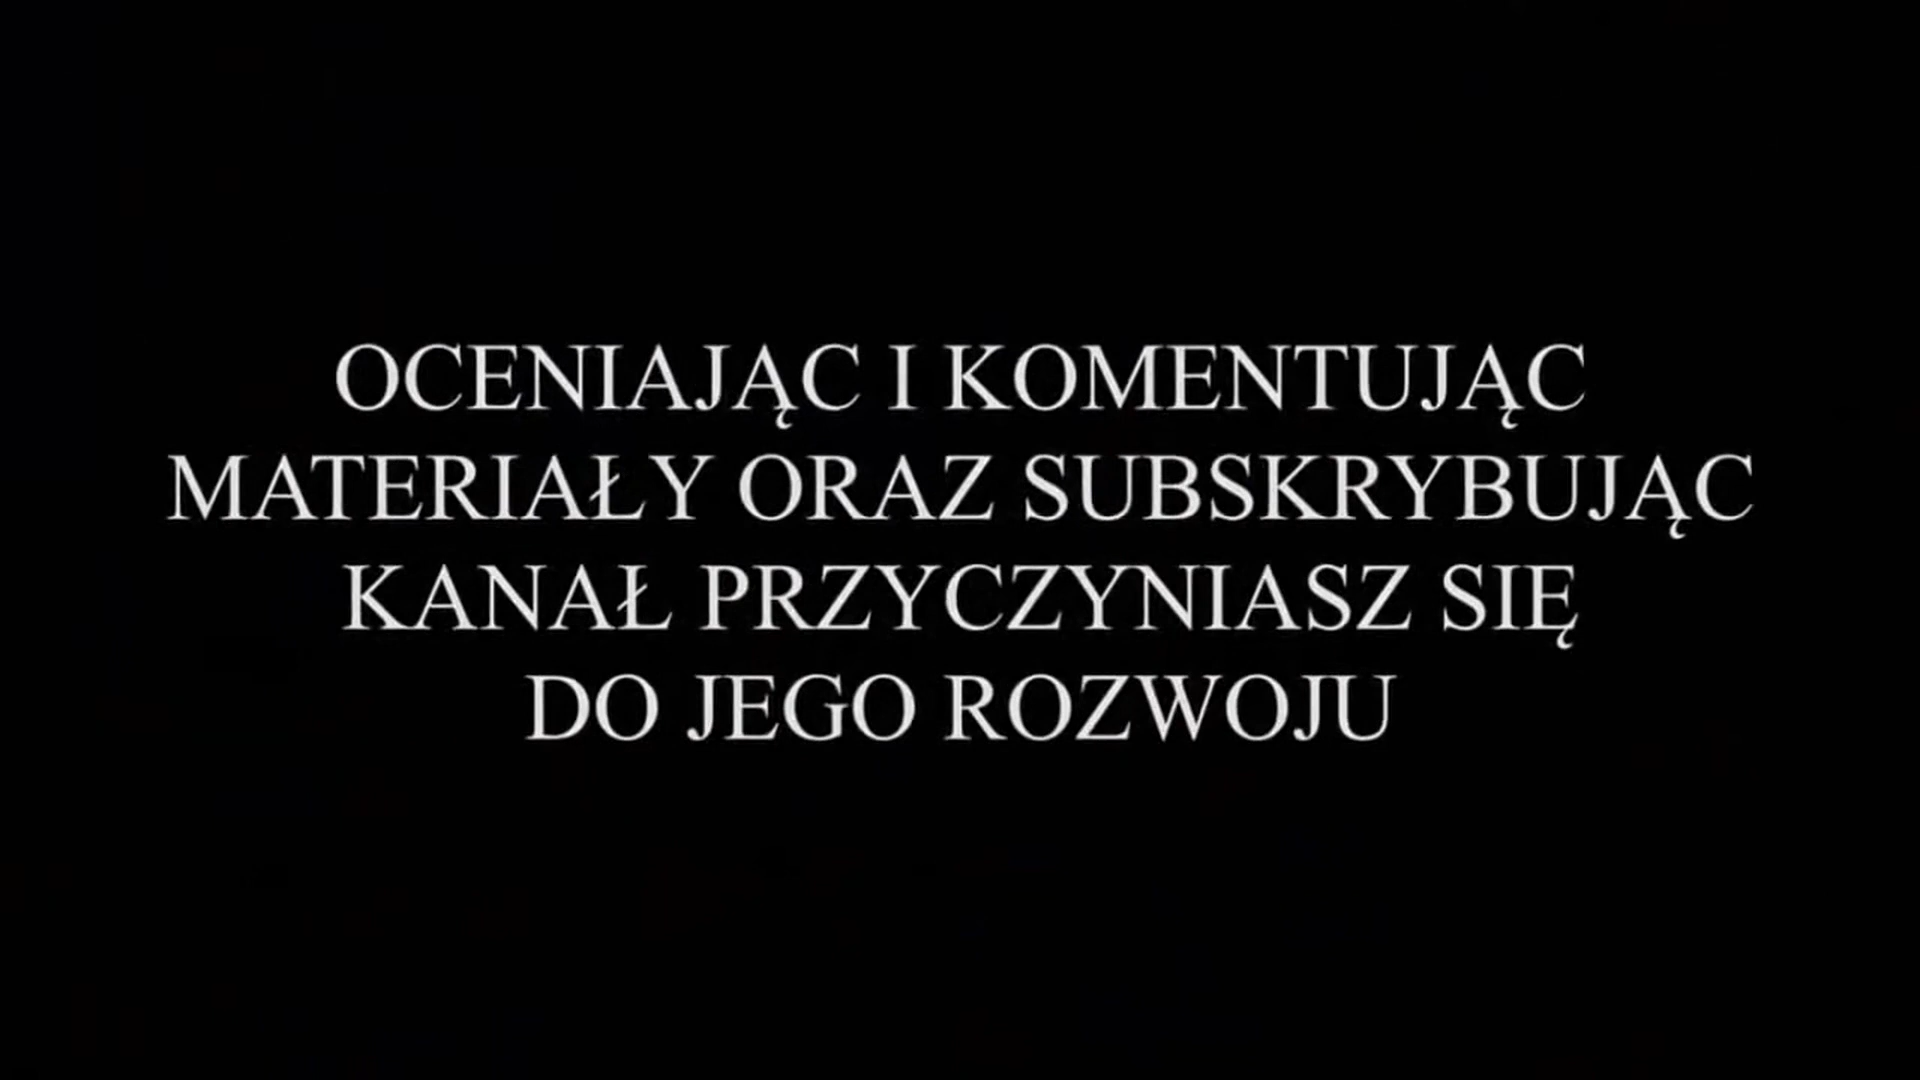 OCENIAJĄC I KOMENTUJĄC
MATERIAŁY ORAZ SUBSKRYBUJĄC
KANAŁ PRZYCZYNIASZ SIĘ
DO JEGO ROZWOJU